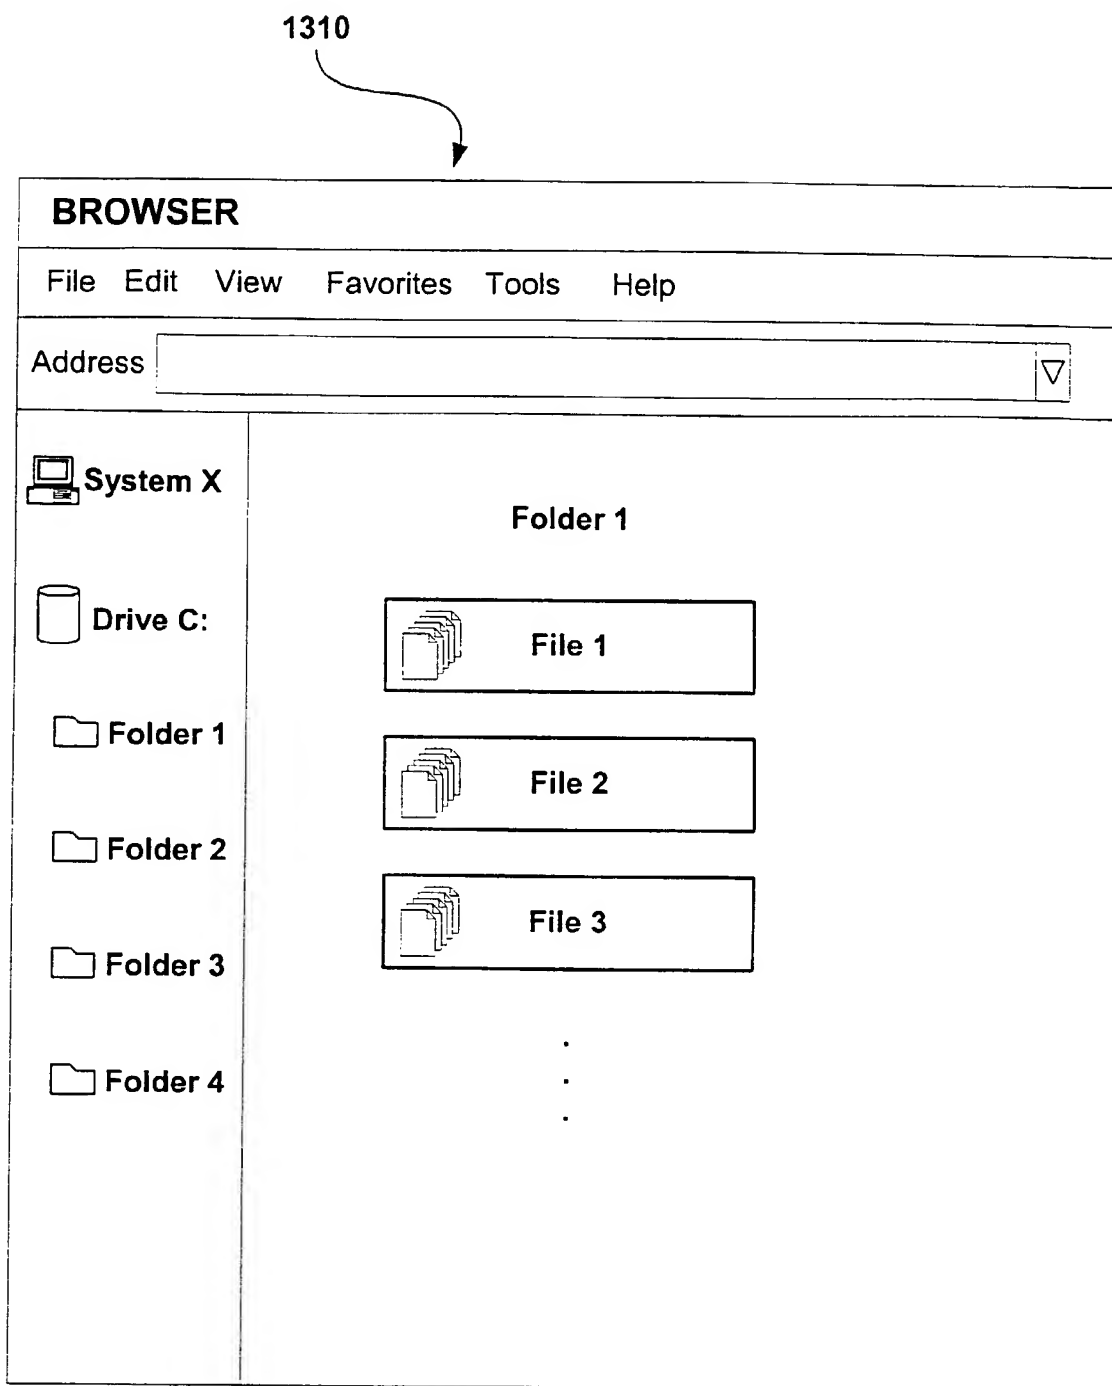 1310
BROWSER
File Edit View Favorites Tools Help
Address
System X
Drive C:
Folder 1
Folder 2
Folder 3
Folder 4
Folder 1
File 1
File 2
File 3